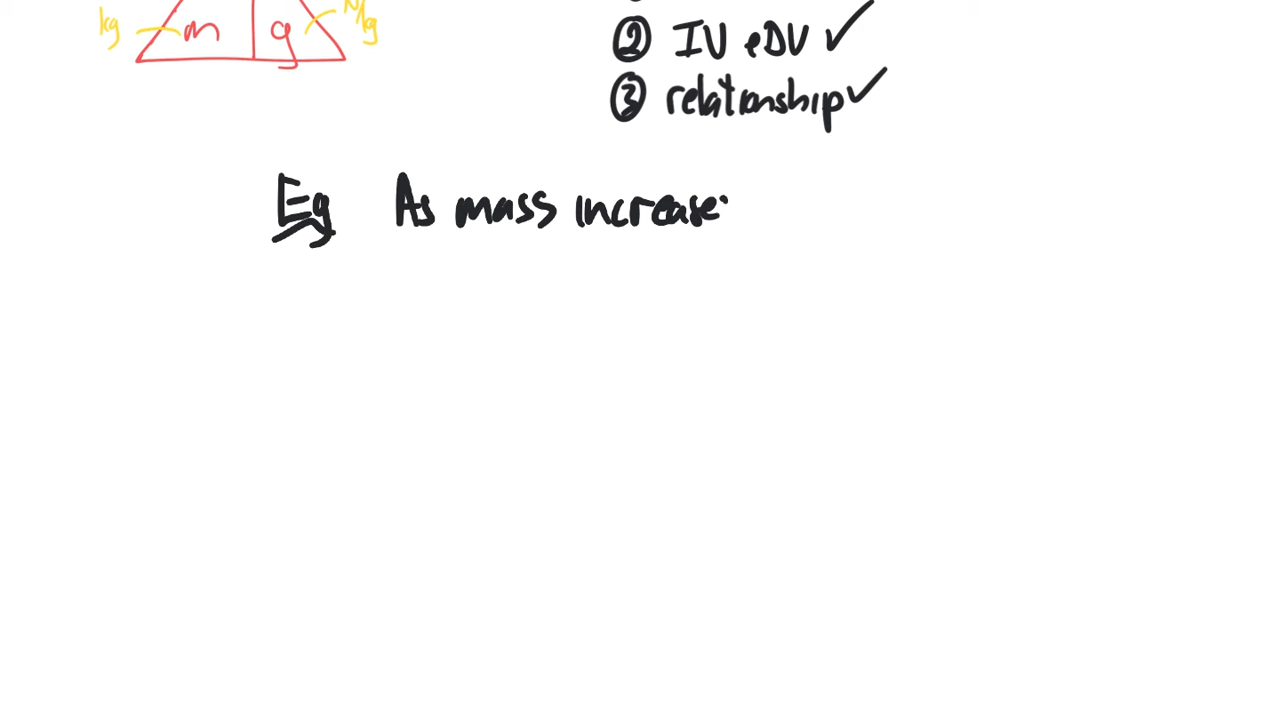 kg m g N/kg
② IV e DV ✓
③ relationship ✓
Eg As mass increase